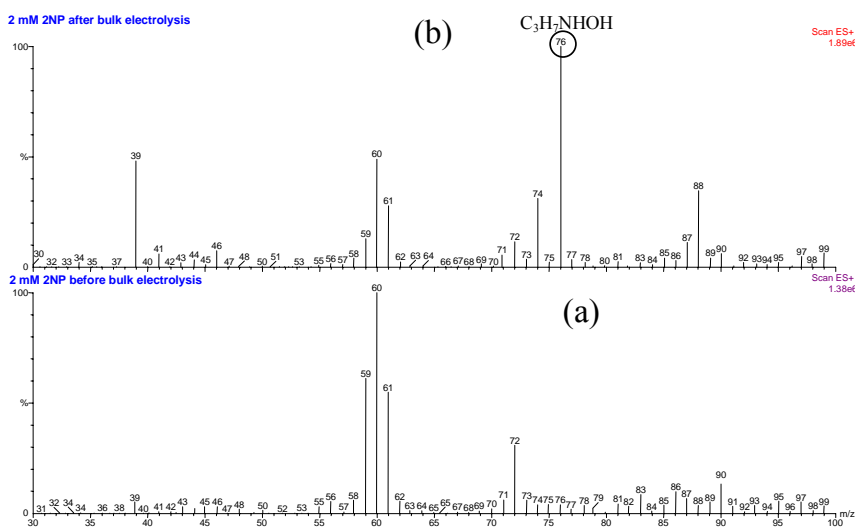 2 mM 2NP after bulk electrolysis
(b)
C₃H₇NHOH
Scan ES+
1.89e6
100
%
0
30 32 33 34 35 37 39 40 41 42 43 44 45 46 47 48 50 51 53 55 56 57 58 59 60 61 62 63 64 66 67 68 69 70 71 72 73 74 75 76 77 78 80 81 83 84 85 86 87 88 89 90 92 93 94 95 97 98 99
2 mM 2NP before bulk electrolysis
(a)
Scan ES+
1.38e6
100
%
0
31 32 33 34 34 36 38 39 40 41 42 43 45 46 47 48 50 52 53 55 56 57 58 59 60 61 62 63 64 65 65 67 68 69 70 71 72 73 74 75 76 77 78 79 81 82 83 84 85 86 87 88 89 90 91 92 93 94 95 96 97 98 99
30 35 40 45 50 55 60 65 70 75 80 85 90 95 100
m/z